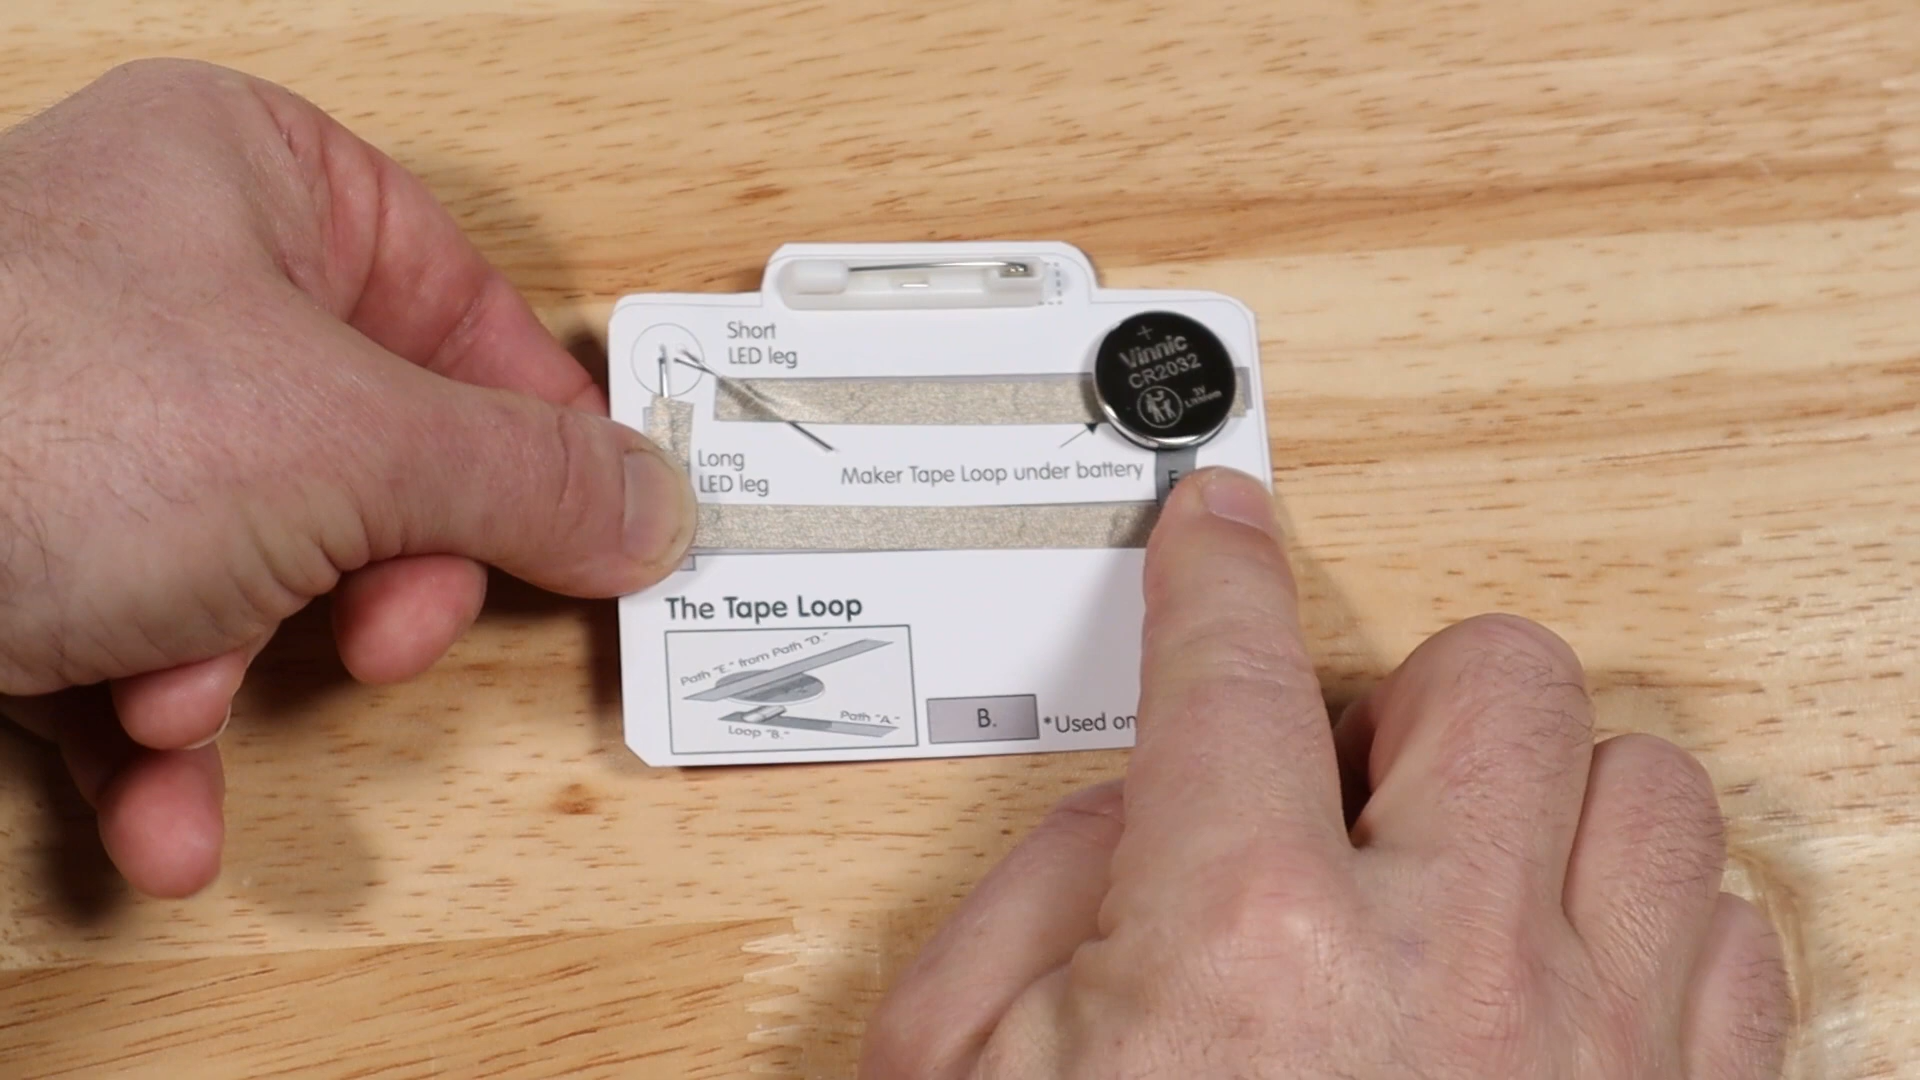 Short
LED leg
+
Vinnic
CR2032
3V
Lithium
Long
LED leg
Maker Tape Loop under battery
E
The Tape Loop
Path "E." from Path "D."
Path "A."
Loop "B."
B.
*Used on